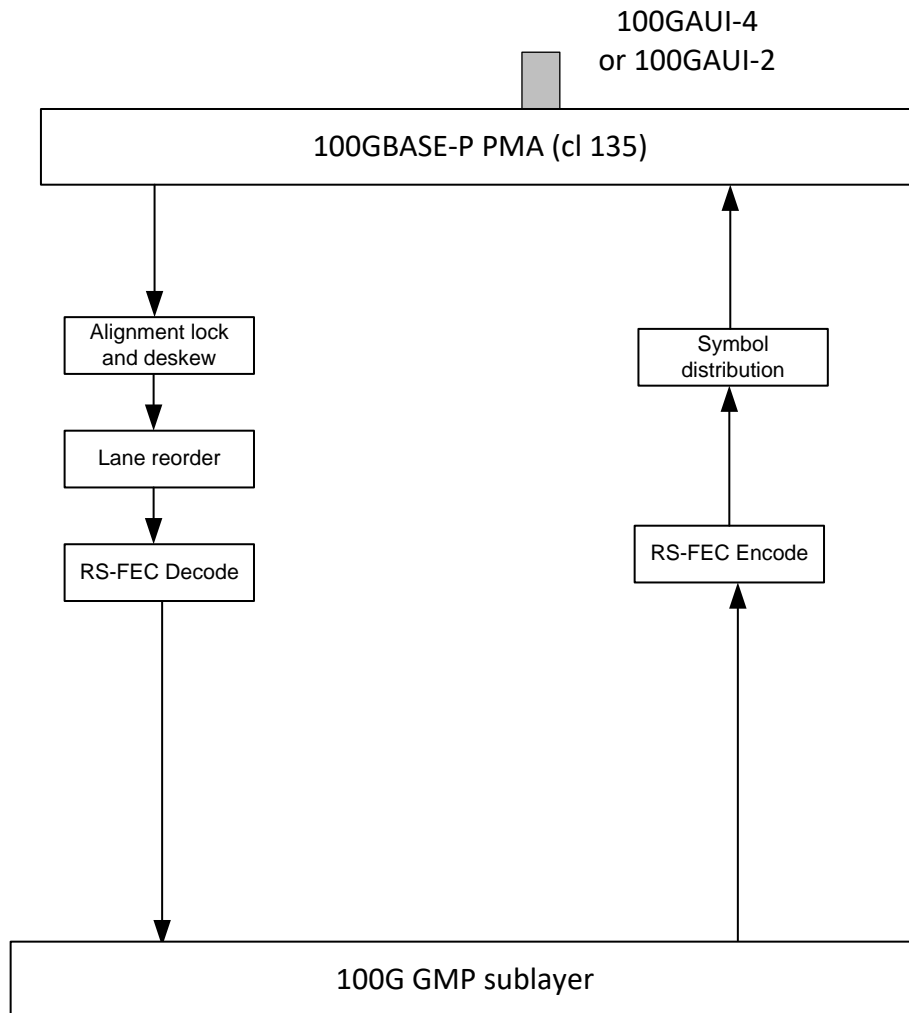 100GAUI-4
or 100GAUI-2
100GBASE-P PMA (cl 135)
Alignment lock
and deskew
Symbol
distribution
Lane reorder
RS-FEC Decode
RS-FEC Encode
100G GMP sublayer